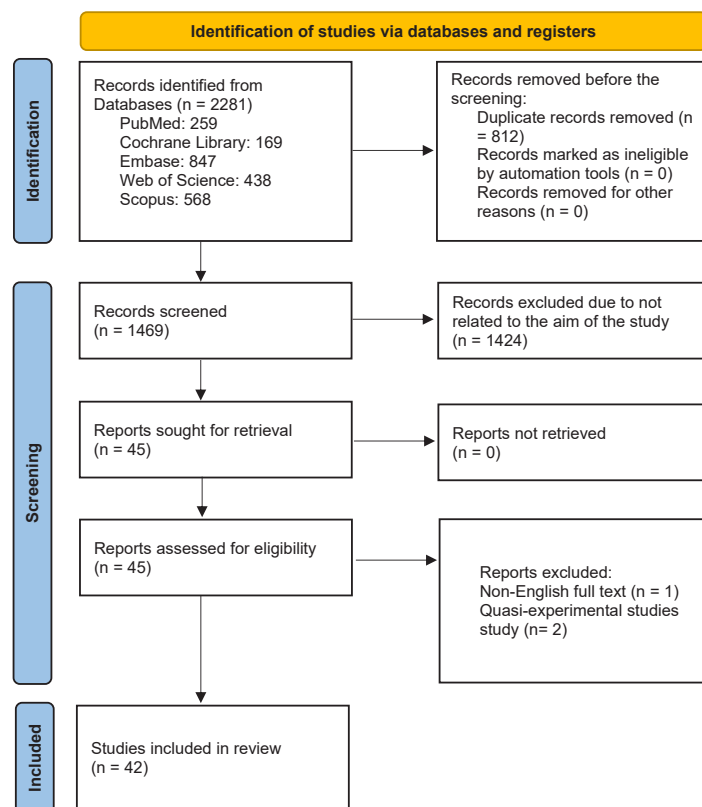 Identification of studies via databases and registers
Identification
Records identified from
Databases (n = 2281)
PubMed: 259
Cochrane Library: 169
Embase: 847
Web of Science: 438
Scopus: 568
Records removed before the
screening:
Duplicate records removed (n
= 812)
Records marked as ineligible
by automation tools (n = 0)
Records removed for other
reasons (n = 0)
Screening
Records screened
(n = 1469)
Records excluded due to not
related to the aim of the study
(n = 1424)
Reports sought for retrieval
(n = 45)
Reports not retrieved
(n = 0)
Reports assessed for eligibility
(n = 45)
Reports excluded:
Non-English full text (n = 1)
Quasi-experimental studies
study (n= 2)
Included
Studies included in review
(n = 42)